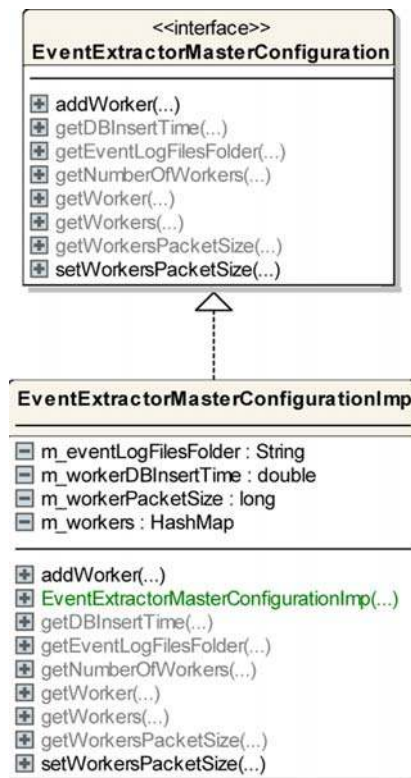 <<interface>>
EventExtractorMasterConfiguration
addWorker(...)
getDBInsertTime(...)
getEventLogFilesFolder(...)
getNumberOfWorkers(...)
getWorker(...)
getWorkers(...)
getWorkersPacketSize(...)
setWorkersPacketSize(...)
EventExtractorMasterConfigurationImp
m_eventLogFilesFolder : String
m_workerDBInsertTime : double
m_workerPacketSize : long
m_workers : HashMap
addWorker(...)
EventExtractorMasterConfigurationImp(...)
getDBInsertTime(...)
getEventLogFilesFolder(...)
getNumberOfWorkers(...)
getWorker(...)
getWorkers(...)
getWorkersPacketSize(...)
setWorkersPacketSize(...)